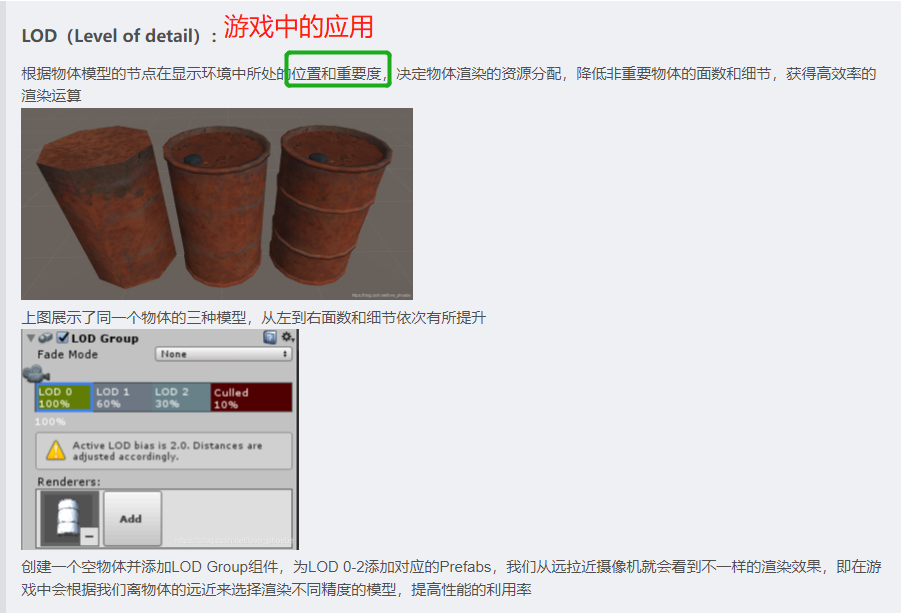 LOD（Level of detail）：游戏中的应用
根据物体模型的节点在显示环境中所处的位置和重要度，决定物体渲染的资源分配，降低非重要物体的面数和细节，获得高效率的
渲染运算
上图展示了同一个物体的三种模型，从左到右面数和细节依次有所提升
LOD Group
Fade Mode None
LOD 0 LOD 1 LOD 2 Culled
100% 60% 30% 10%
100%
Active LOD bias is 2.0. Distances are
adjusted accordingly.
Renderers:
Add
创建一个空物体并添加LOD Group组件，为LOD 0-2添加对应的Prefabs，我们从远拉近摄像机就会看到不一样的渲染效果，即在游
戏中会根据我们离物体的远近来选择渲染不同精度的模型，提高性能的利用率